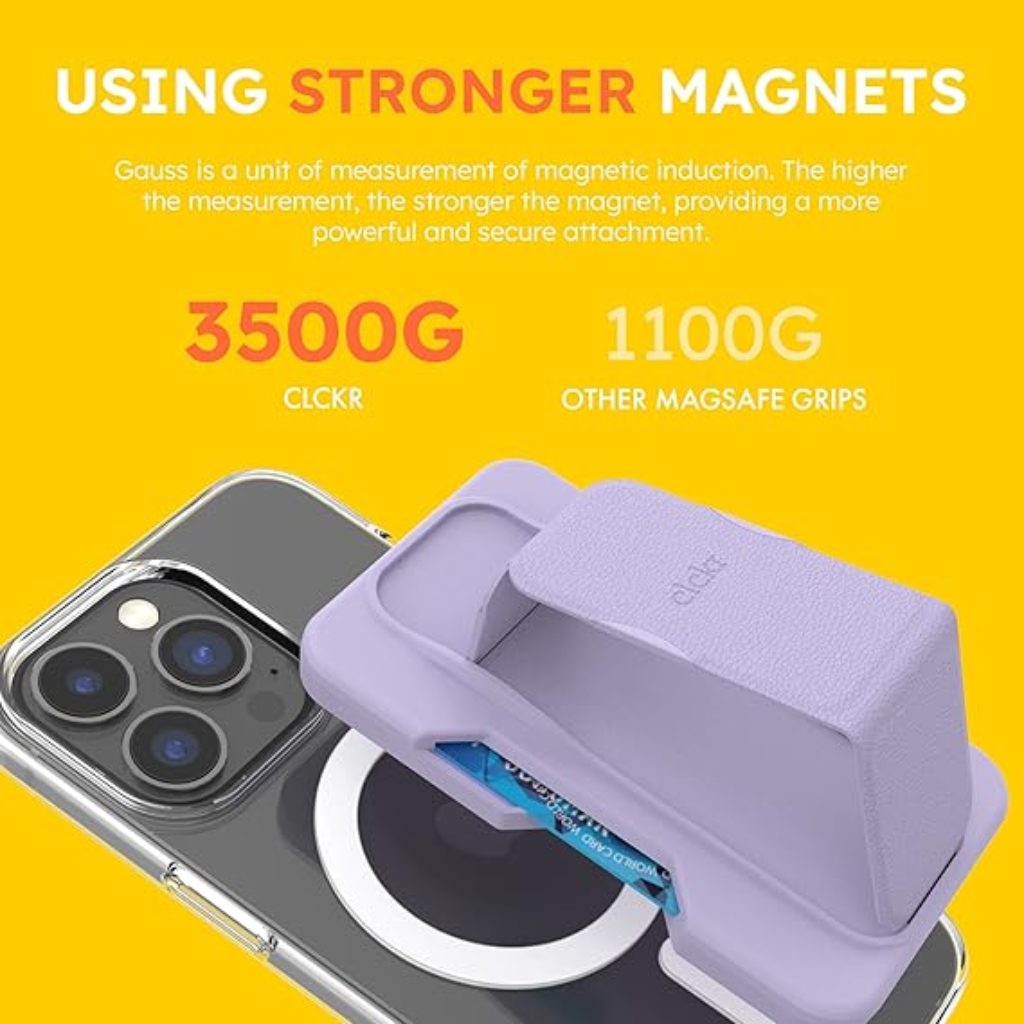 USING STRONGER MAGNETS
Gauss is a unit of measurement of magnetic induction. The higher
the measurement, the stronger the magnet, providing a more
powerful and secure attachment.
3500G
1100G
CLCKR
OTHER MAGSAFE GRIPS
clckr
WORLD CARD
WORLD